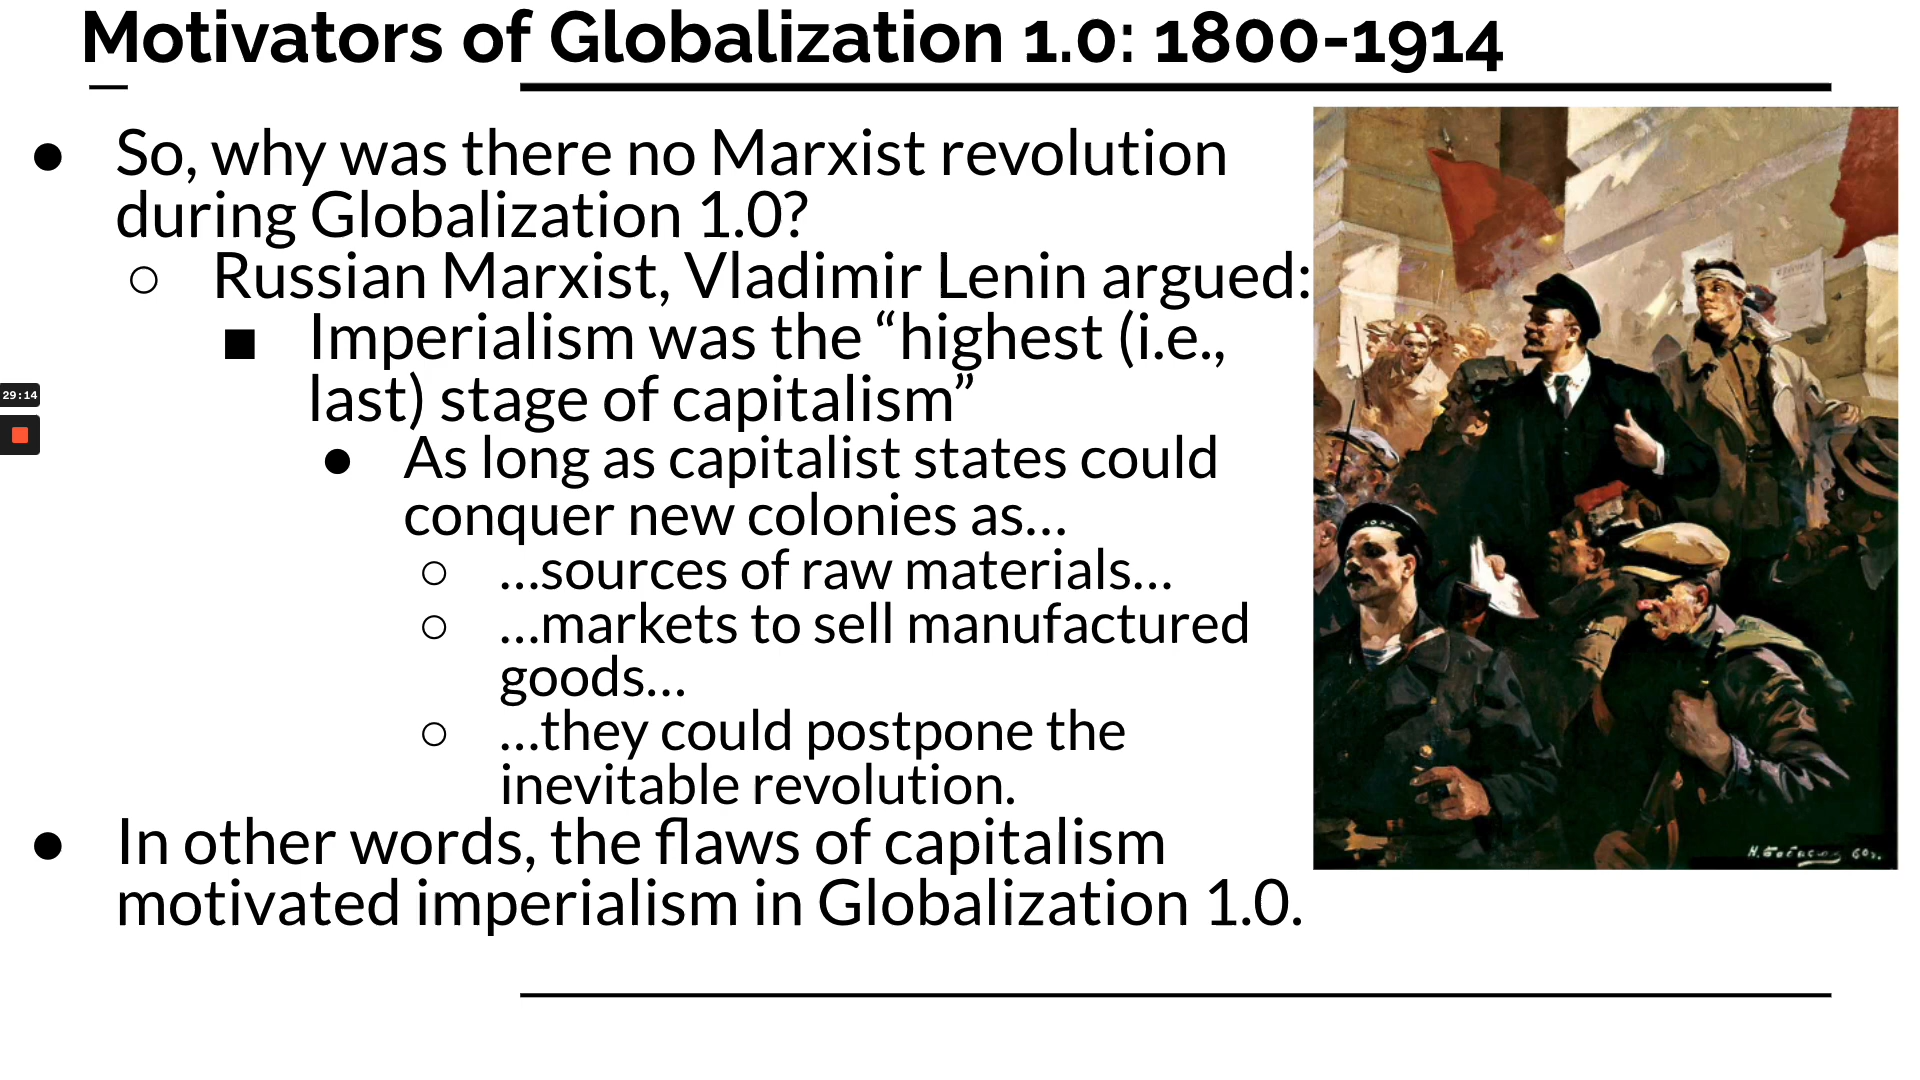 Motivators of Globalization 1.0: 1800-1914
● So, why was there no Marxist revolution
during Globalization 1.0?
○ Russian Marxist, Vladimir Lenin argued:
■ Imperialism was the “highest (i.e.,
last) stage of capitalism”
● As long as capitalist states could
conquer new colonies as…
○ …sources of raw materials…
○ …markets to sell manufactured
goods…
○ …they could postpone the
inevitable revolution.
● In other words, the flaws of capitalism
motivated imperialism in Globalization 1.0.
29:14